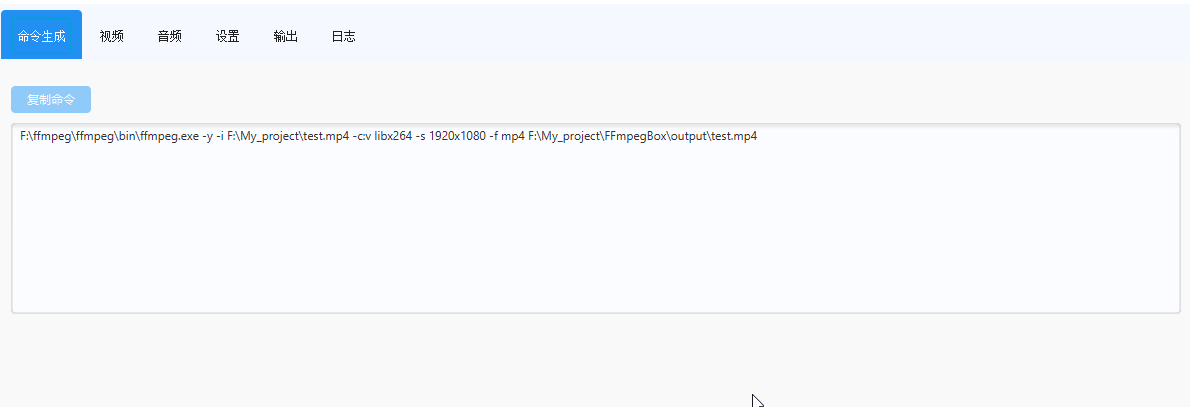 命令生成 视频 音频 设置 输出 日志
复制命令
F:\ffmpeg\ffmpeg\bin\ffmpeg.exe -y -i F:\My_project\test.mp4 -c:v libx264 -s 1920x1080 -f mp4 F:\My_project\FFmpegBox\output\test.mp4